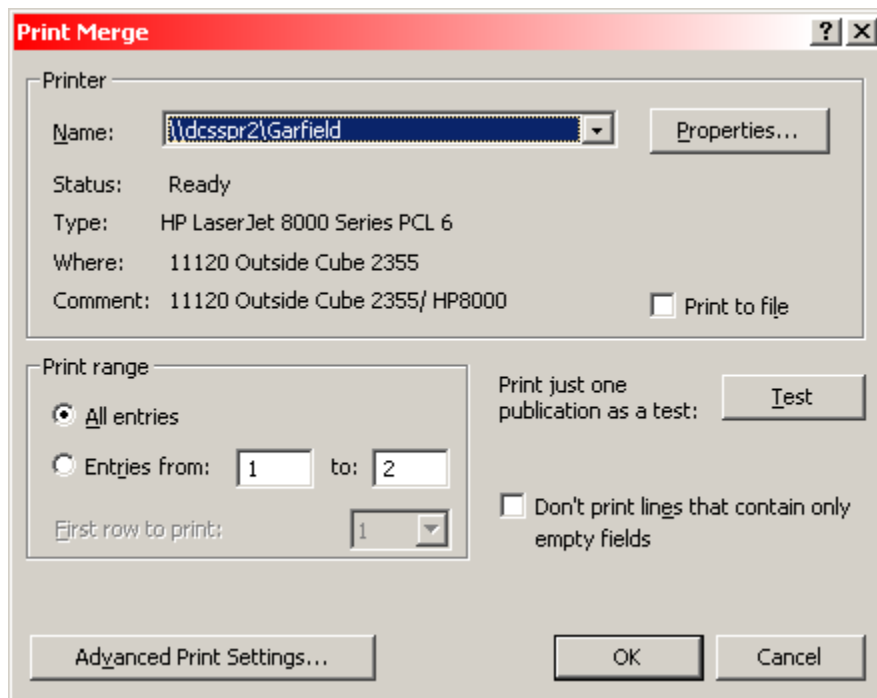 Print Merge
Printer
Name: \\dcsspr2\Garfield Properties...
Status: Ready
Type: HP LaserJet 8000 Series PCL 6
Where: 11120 Outside Cube 2355
Comment: 11120 Outside Cube 2355/ HP8000
Print to file
Print range
All entries
Entries from: 1 to: 2
First row to print: 1
Print just one
publication as a test:
Test
Don't print lines that contain only
empty fields
Advanced Print Settings... OK Cancel